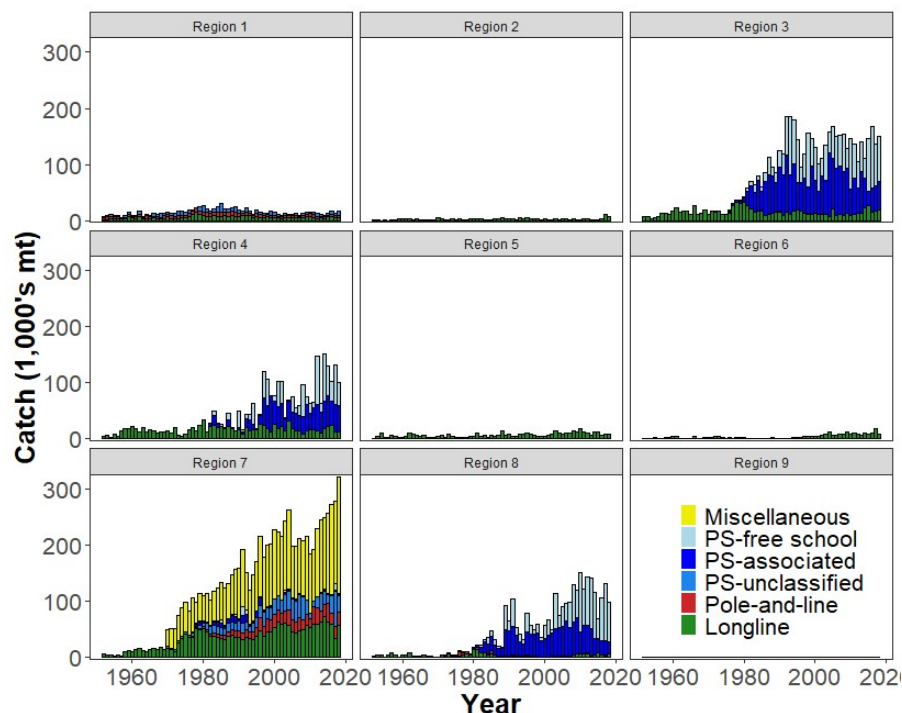 Region 1
Region 2
Region 3
300
200
100
0
Region 4
Region 5
Region 6
300
200
100
0
Catch (1,000's mt)
Region 7
Region 8
Region 9
300
200
100
0
Miscellaneous
PS-free school
PS-associated
PS-unclassified
Pole-and-line
Longline
1960 1980 2000 2020 1960 1980 2000 2020 1960 1980 2000 2020
Year